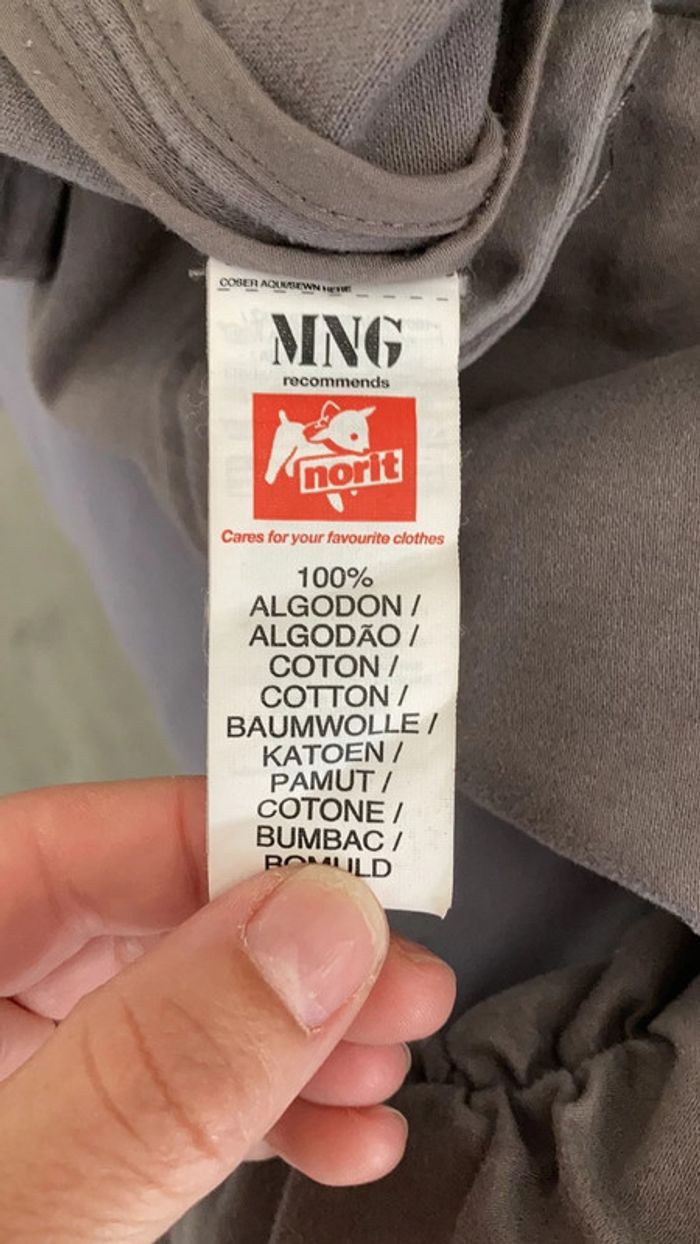 COSER AQUI/SEWN HERE
MNG
recommends
norit
Cares for your favourite clothes
100%
ALGODON /
ALGODÃO /
COTON /
COTTON /
BAUMWOLLE /
KATOEN /
PAMUT /
COTONE /
BUMBAC /
BOMULD